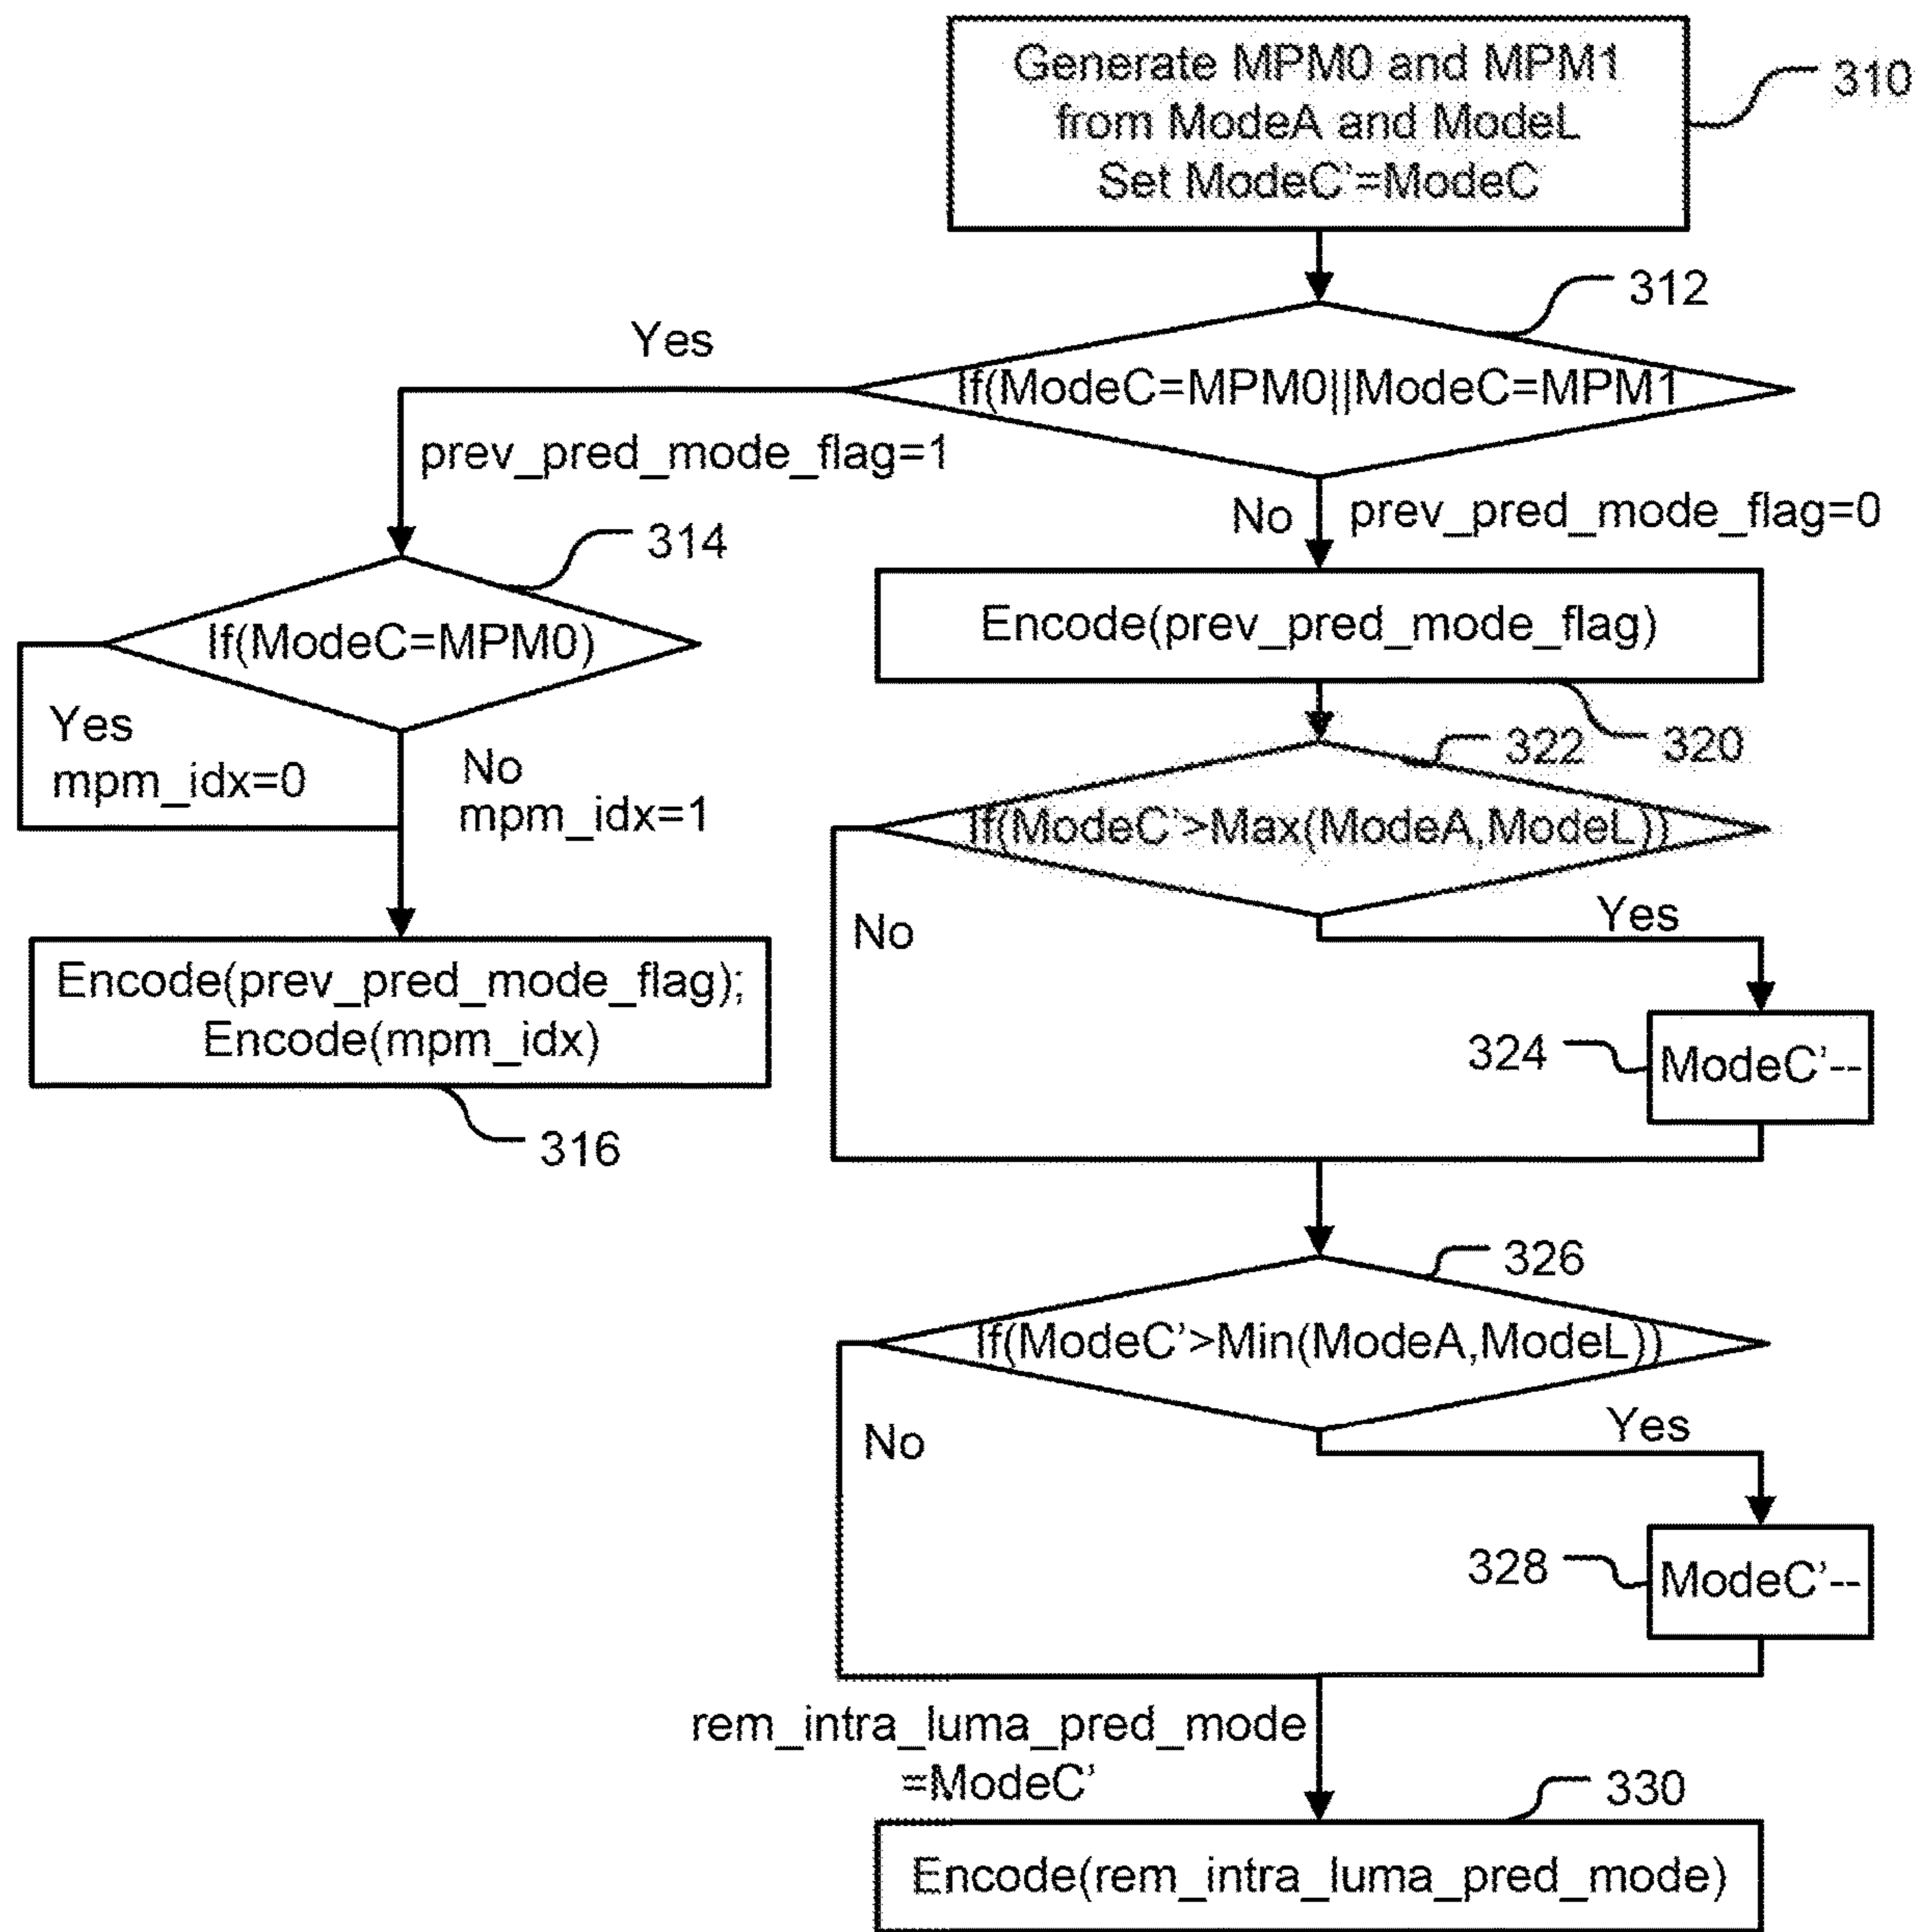 Generate MPM0 and MPM1
from ModeA and ModeL
Set ModeC'=ModeC
310
312
If(ModeC=MPM0||ModeC=MPM1
Yes
prev_pred_mode_flag=1
No
prev_pred_mode_flag=0
314
If(ModeC=MPM0)
Yes
mpm_idx=0
No
mpm_idx=1
Encode(prev_pred_mode_flag);
Encode(mpm_idx)
316
Encode(prev_pred_mode_flag)
320
322
If(ModeC'>Max(ModeA,ModeL))
No
Yes
324
ModeC'--
326
If(ModeC'>Min(ModeA,ModeL))
No
Yes
328
ModeC'--
rem_intra_luma_pred_mode
=ModeC'
330
Encode(rem_intra_luma_pred_mode)